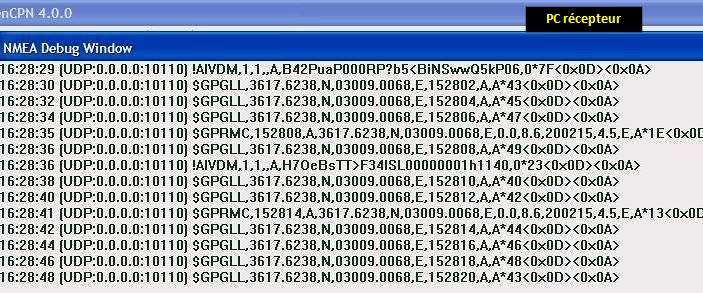 nCPN 4.0.0
PC récepteur
NMEA Debug Window
16:28:29 (UDP:0.0.0.0:10110) !AIVDM,1,1,,A,B42PuaP000RP?b5<BiNSwwQ5kP06,0*7F<0x0D><0x0A>
16:28:30 (UDP:0.0.0.0:10110) $GPGLL,3617.6238,N,03009.0068,E,152802,A,A*43<0x0D><0x0A>
16:28:32 (UDP:0.0.0.0:10110) $GPGLL,3617.6238,N,03009.0068,E,152804,A,A*45<0x0D><0x0A>
16:28:34 (UDP:0.0.0.0:10110) $GPGLL,3617.6238,N,03009.0068,E,152806,A,A*47<0x0D><0x0A>
16:28:35 (UDP:0.0.0.0:10110) $GPRMC,152808,A,3617.6238,N,03009.0068,E,0.0,8.6,200215,4.5,E,A*1E<0x0D
16:28:36 (UDP:0.0.0.0:10110) $GPGLL,3617.6238,N,03009.0068,E,152808,A,A*49<0x0D><0x0A>
16:28:36 (UDP:0.0.0.0:10110) !AIVDM,1,1,,A,H7OeBsTT>F34ISL00000001h1140,0*23<0x0D><0x0A>
16:28:38 (UDP:0.0.0.0:10110) $GPGLL,3617.6238,N,03009.0068,E,152810,A,A*40<0x0D><0x0A>
16:28:40 (UDP:0.0.0.0:10110) $GPGLL,3617.6238,N,03009.0068,E,152812,A,A*42<0x0D><0x0A>
16:28:41 (UDP:0.0.0.0:10110) $GPRMC,152814,A,3617.6238,N,03009.0068,E,0.0,8.6,200215,4.5,E,A*13<0x0D
16:28:42 (UDP:0.0.0.0:10110) $GPGLL,3617.6238,N,03009.0068,E,152814,A,A*44<0x0D><0x0A>
16:28:44 (UDP:0.0.0.0:10110) $GPGLL,3617.6238,N,03009.0068,E,152816,A,A*46<0x0D><0x0A>
16:28:46 (UDP:0.0.0.0:10110) $GPGLL,3617.6238,N,03009.0068,E,152818,A,A*48<0x0D><0x0A>
16:28:48 (UDP:0.0.0.0:10110) $GPGLL,3617.6238,N,03009.0068,E,152820,A,A*43<0x0D><0x0A>